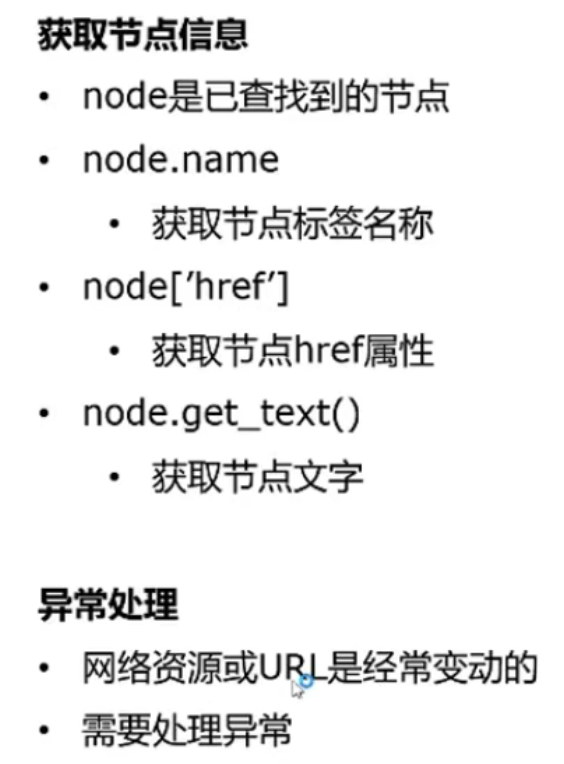 获取节点信息
• node是已查找到的节点
• node.name
• 获取节点标签名称
• node[’href’]
• 获取节点href属性
• node.get_text()
• 获取节点文字
异常处理
• 网络资源或URL是经常变动的
• 需要处理异常